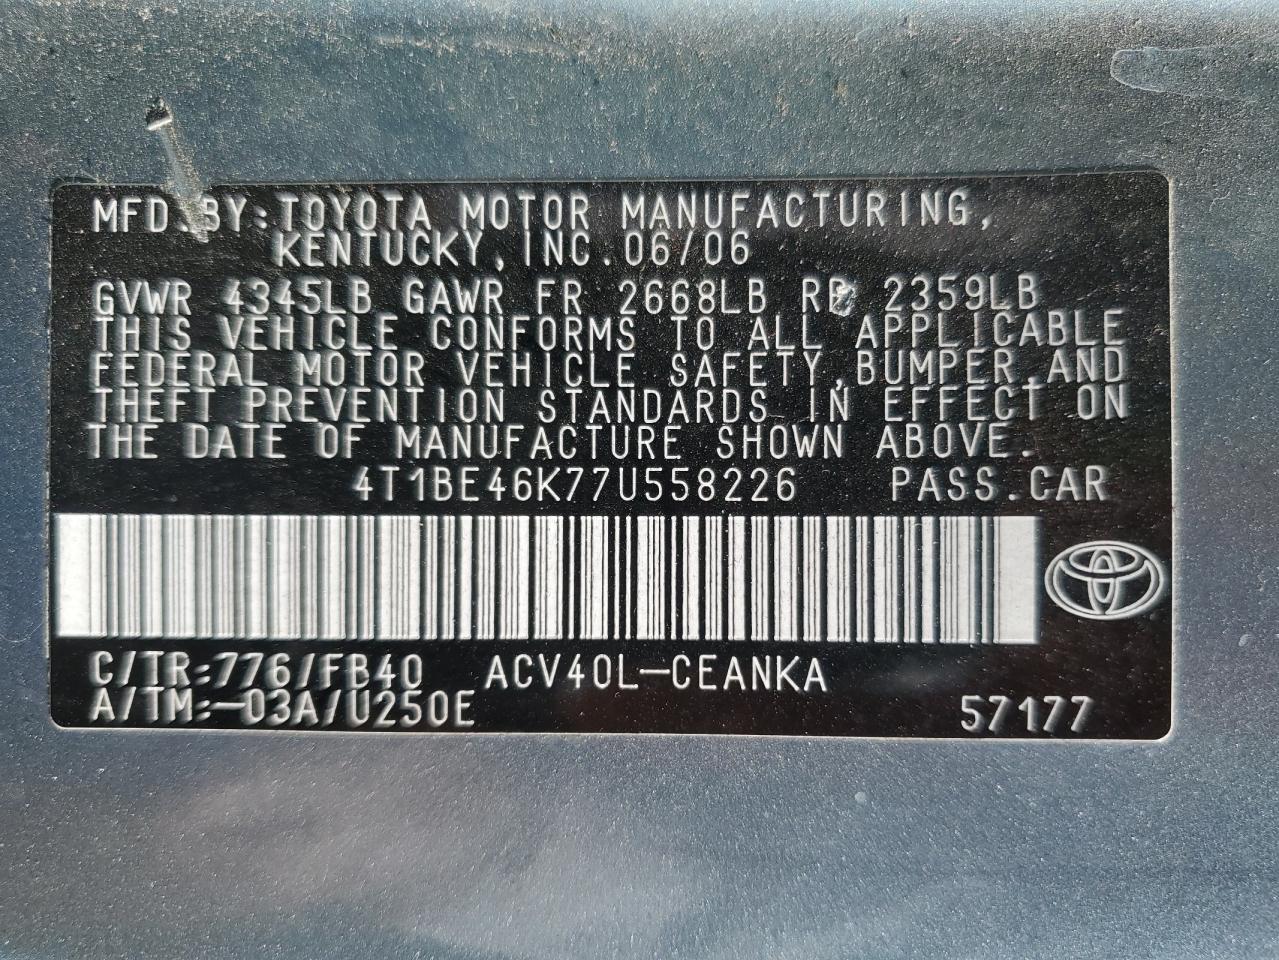 MFD.BY:TOYOTA MOTOR MANUFACTURING,
KENTUCKY,INC.06/06
GVWR 4345LB GAWR FR 2668LB RR 2359LB
THIS VEHICLE CONFORMS TO ALL APPLICABLE
FEDERAL MOTOR VEHICLE SAFETY,BUMPER,AND
THEFT PREVENTION STANDARDS IN EFFECT ON
THE DATE OF MANUFACTURE SHOWN ABOVE.
4T1BE46K77U558226 PASS.CAR
C/TR:776/FB40 ACV40L-CEANKA
A/TM:-03A/U250E 57177